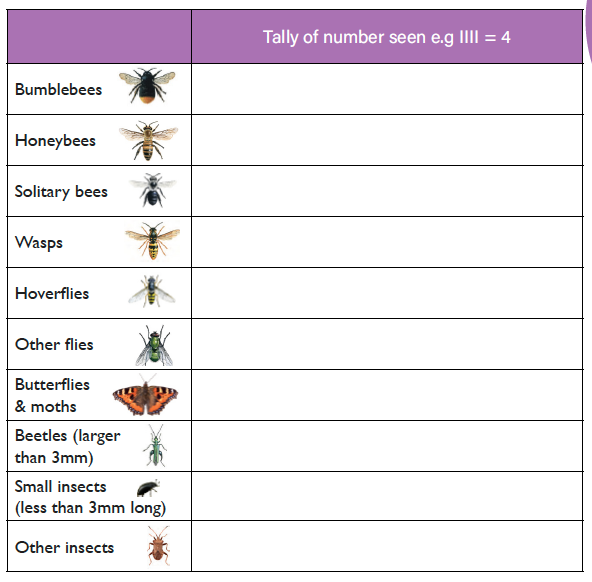 Tally of number seen e.g IIII = 4
Bumblebees
Honeybees
Solitary bees
Wasps
Hoverflies
Other flies
Butterflies
& moths
Beetles (larger
than 3mm)
Small insects
(less than 3mm long)
Other insects